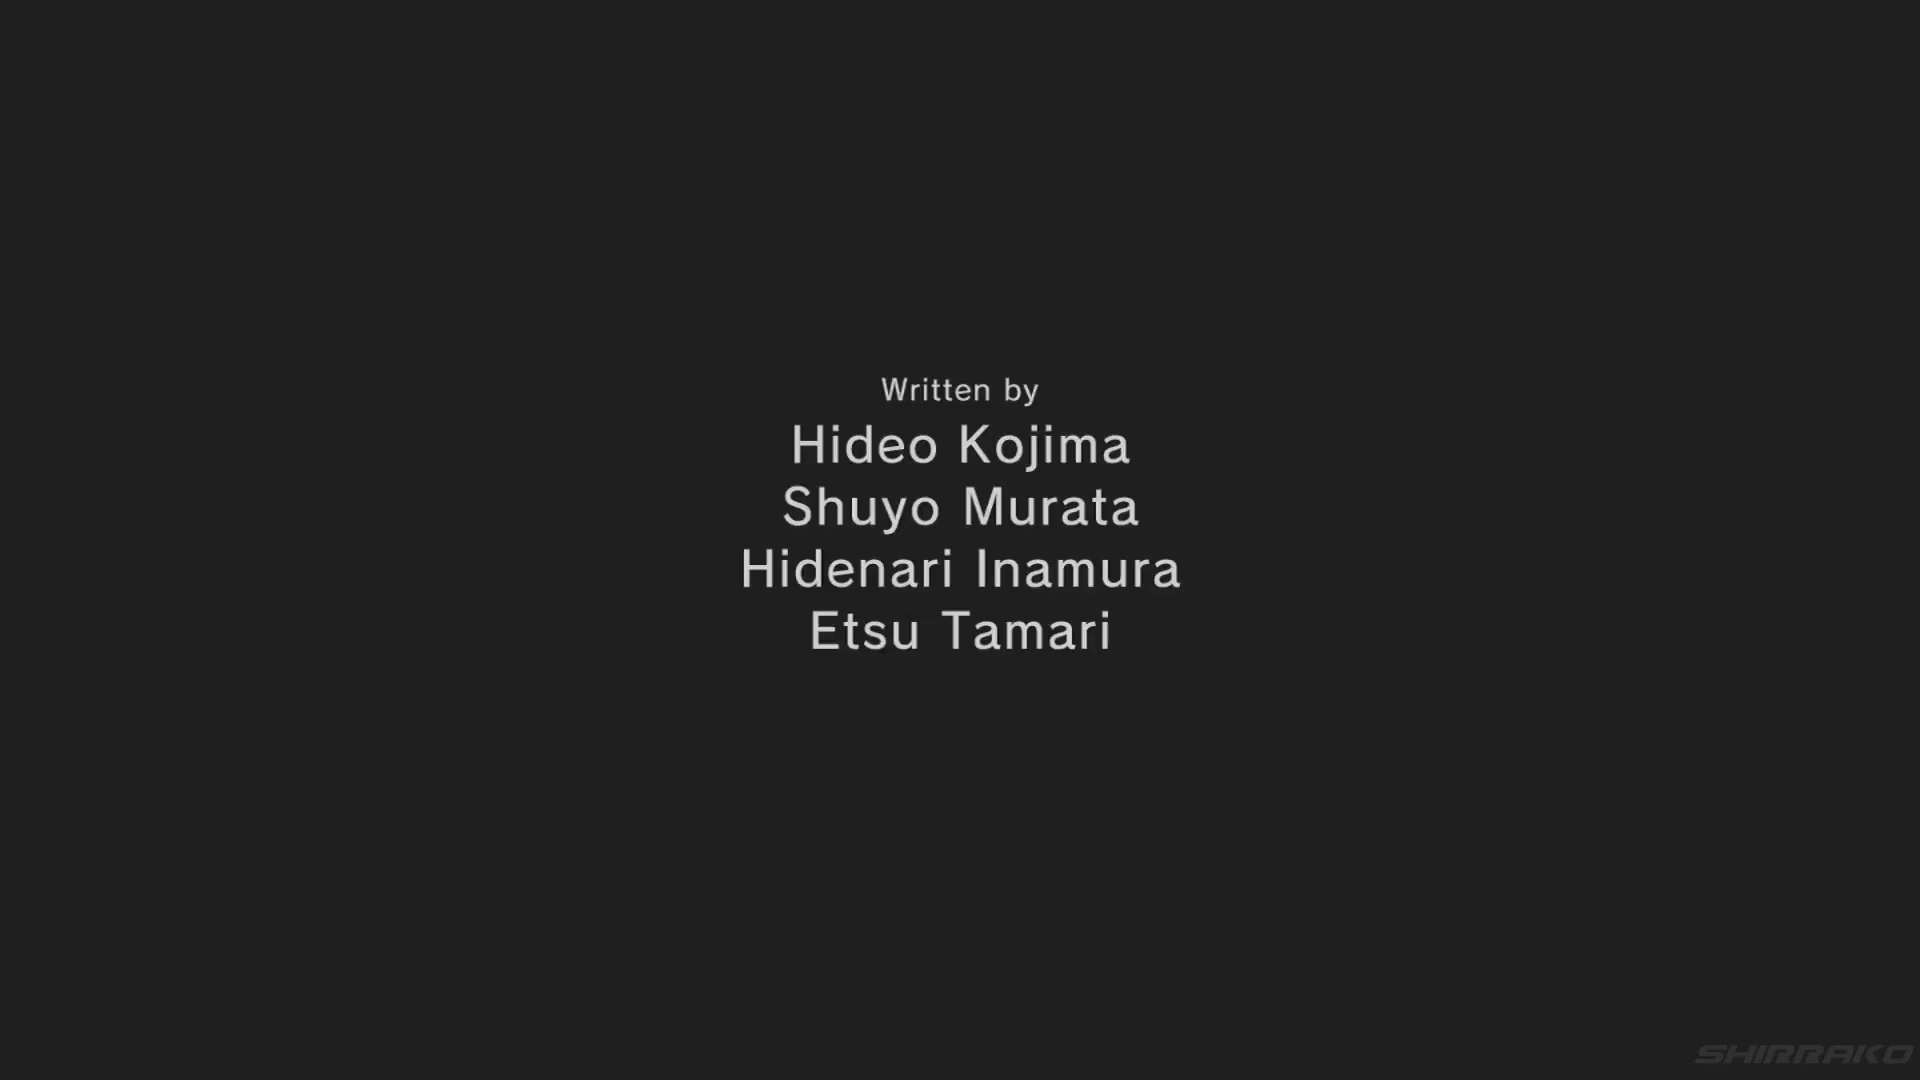 Written by
Hideo Kojima
Shuyo Murata
Hidenari Inamura
Etsu Tamari
SHIRRAKO